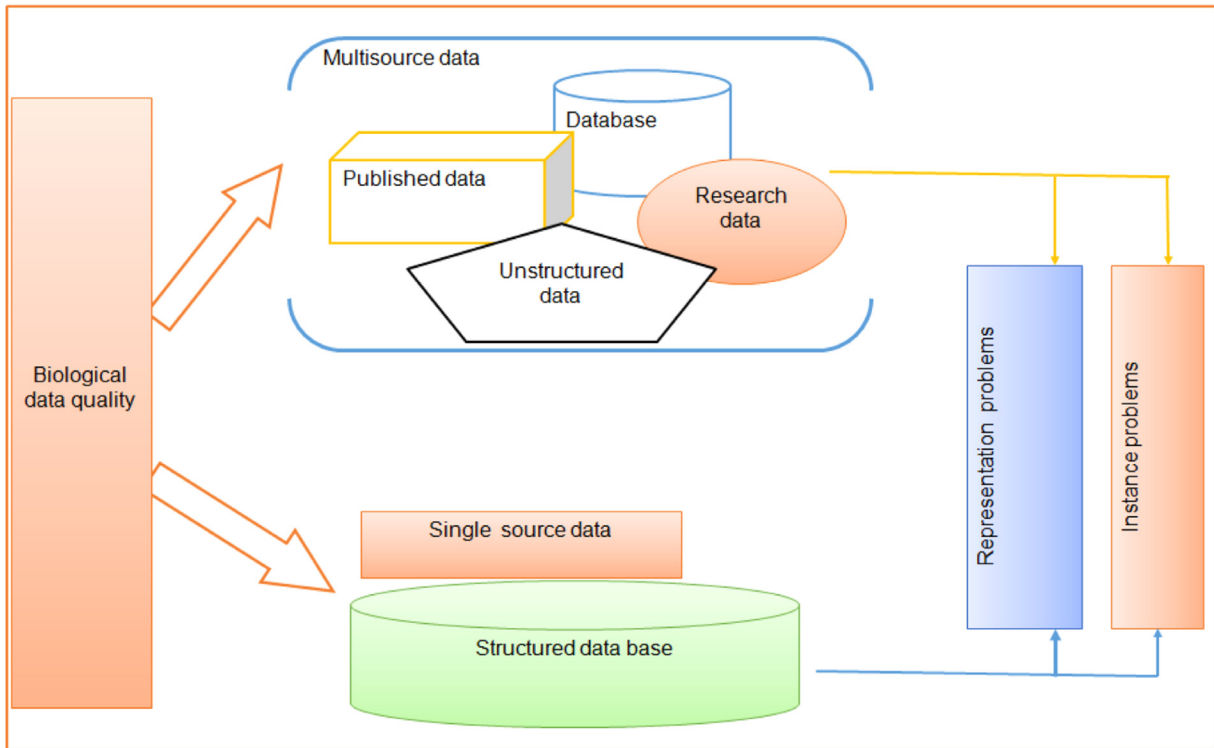 Multisource data
Database
Published data
Research
data
Unstructured
data
Biological
data quality
Single source data
Structured data base
Representation problems
Instance problems